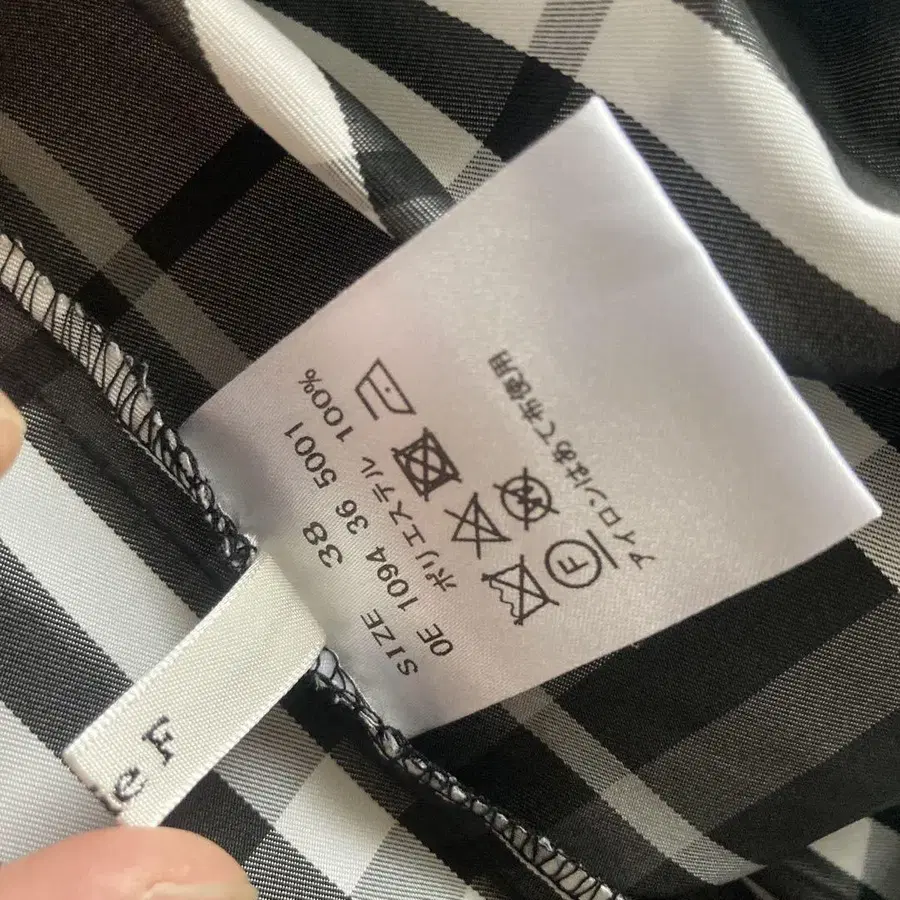 SIZE 38
OE 1094 36 5001
ポリエステル 100%
F
アイロンはあて布使用